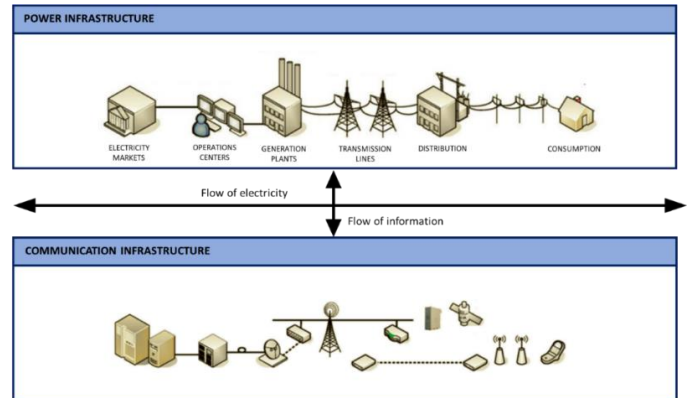 POWER INFRASTRUCTURE
ELECTRICITY
MARKETS
OPERATIONS
CENTERS
GENERATION
PLANTS
TRANSMISSION
LINES
DISTRIBUTION
CONSUMPTION
Flow of electricity
Flow of information
COMMUNICATION INFRASTRUCTURE